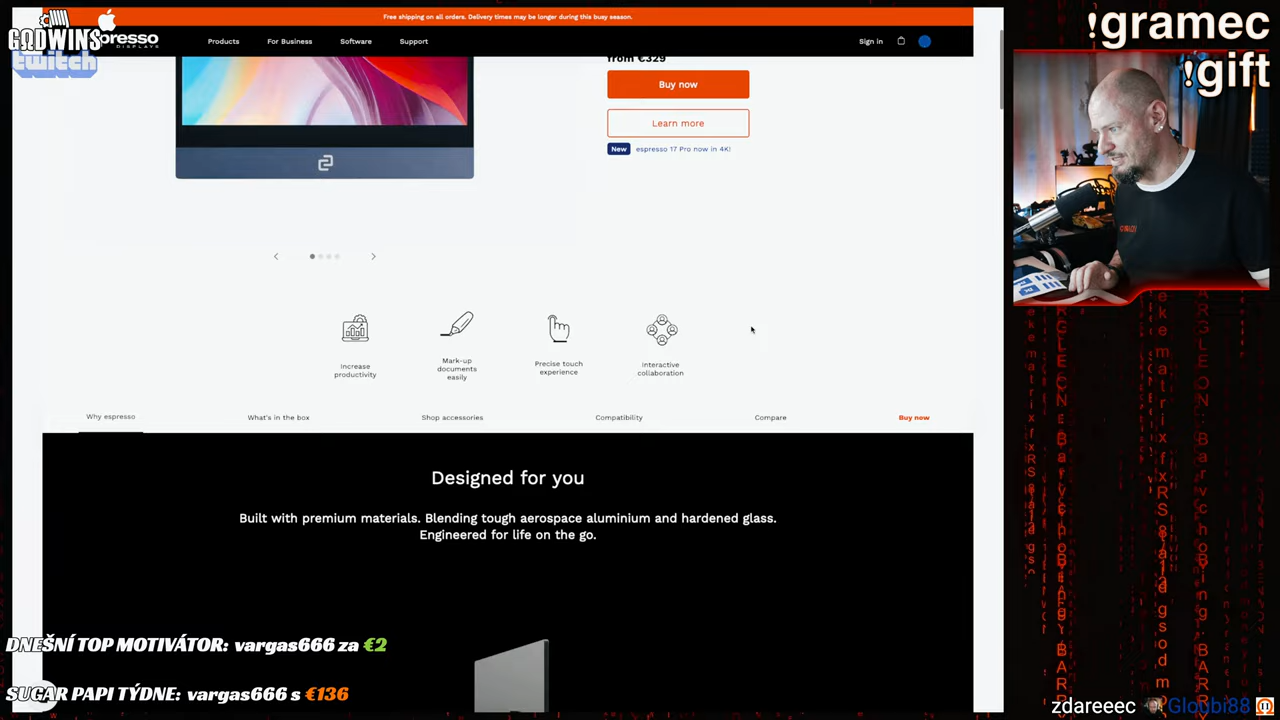 Free shipping on all orders. Delivery times may be longer during this busy season.
GODWINS
twitch
DISPLAYS
Products
For Business
Software
Support
Sign in
!gramec
!gift
from €329
Buy now
Learn more
New
espresso 17 Pro now in 4K!
Increase
productivity
Mark-up
documents
easily
Precise touch
experience
Interactive
collaboration
Why espresso
What's in the box
Shop accessories
Compatibility
Compare
Buy now
Designed for you
Built with premium materials. Blending tough aerospace aluminium and hardened glass.
Engineered for life on the go.
DNEŠNÍ TOP MOTIVÁTOR: vargas666 za €2
SUGAR PAPI TÝDNE: vargas666 s €136
zdareeec
Gloubi88